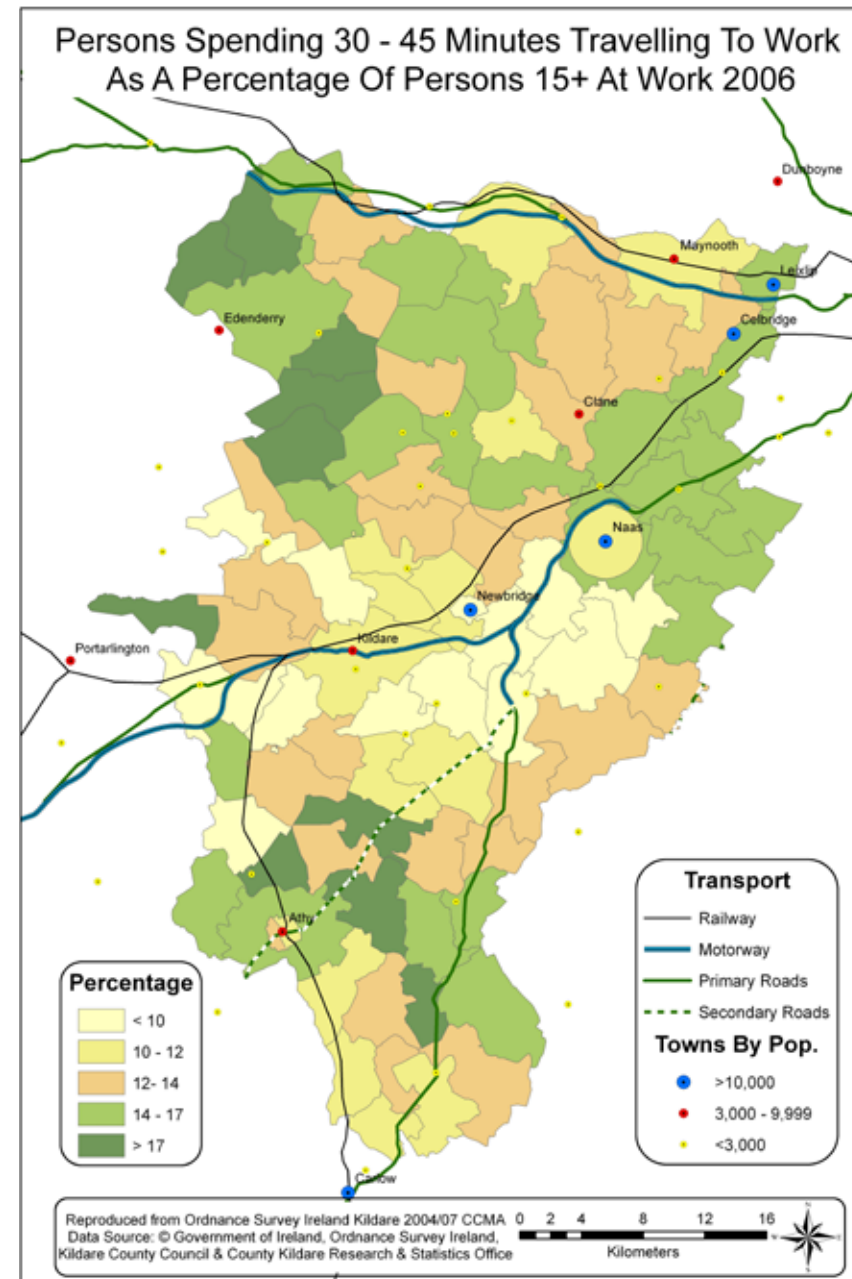 Persons Spending 30 - 45 Minutes Travelling To Work
As A Percentage Of Persons 15+ At Work 2006
Dunboyne
Maynooth
Leixlip
Edenderry
Celbridge
Clane
Naas
Newbridge
Portarlington
Kildare
Athy
Carlow
Transport
Railway
Motorway
Primary Roads
Secondary Roads
Towns By Pop.
>10,000
3,000 - 9,999
<3,000
Percentage
< 10
10 - 12
12- 14
14 - 17
> 17
Reproduced from Ordnance Survey Ireland Kildare 2004/07 CCMA
Data Source: © Government of Ireland, Ordnance Survey Ireland,
Kildare County Council & County Kildare Research & Statistics Office
0 2 4 8 12 16
Kilometers